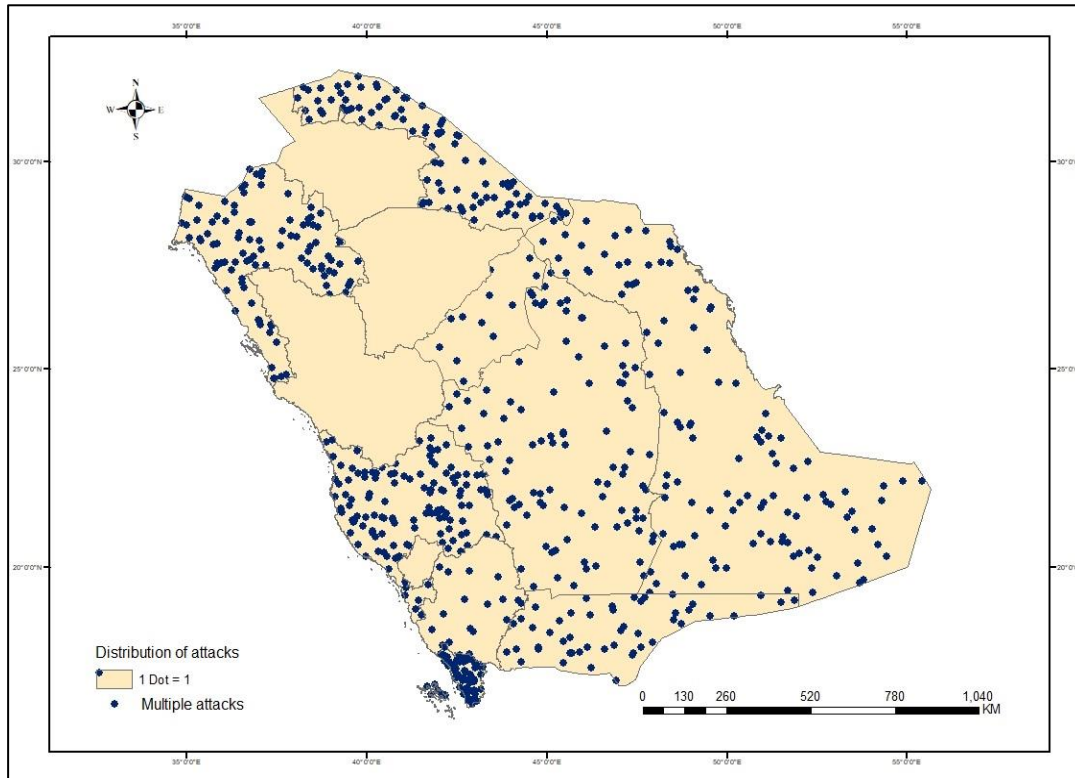 35°0'0"E 40°0'0"E 45°0'0"E 50°0'0"E 55°0'0"E
N
W E
S
30°0'0"N 30°0'0"N
25°0'0"N 25°0'0"N
20°0'0"N 20°0'0"N
Distribution of attacks
1 Dot = 1
Multiple attacks
0 130 260 520 780 1,040
KM
35°0'0"E 40°0'0"E 45°0'0"E 50°0'0"E 55°0'0"E